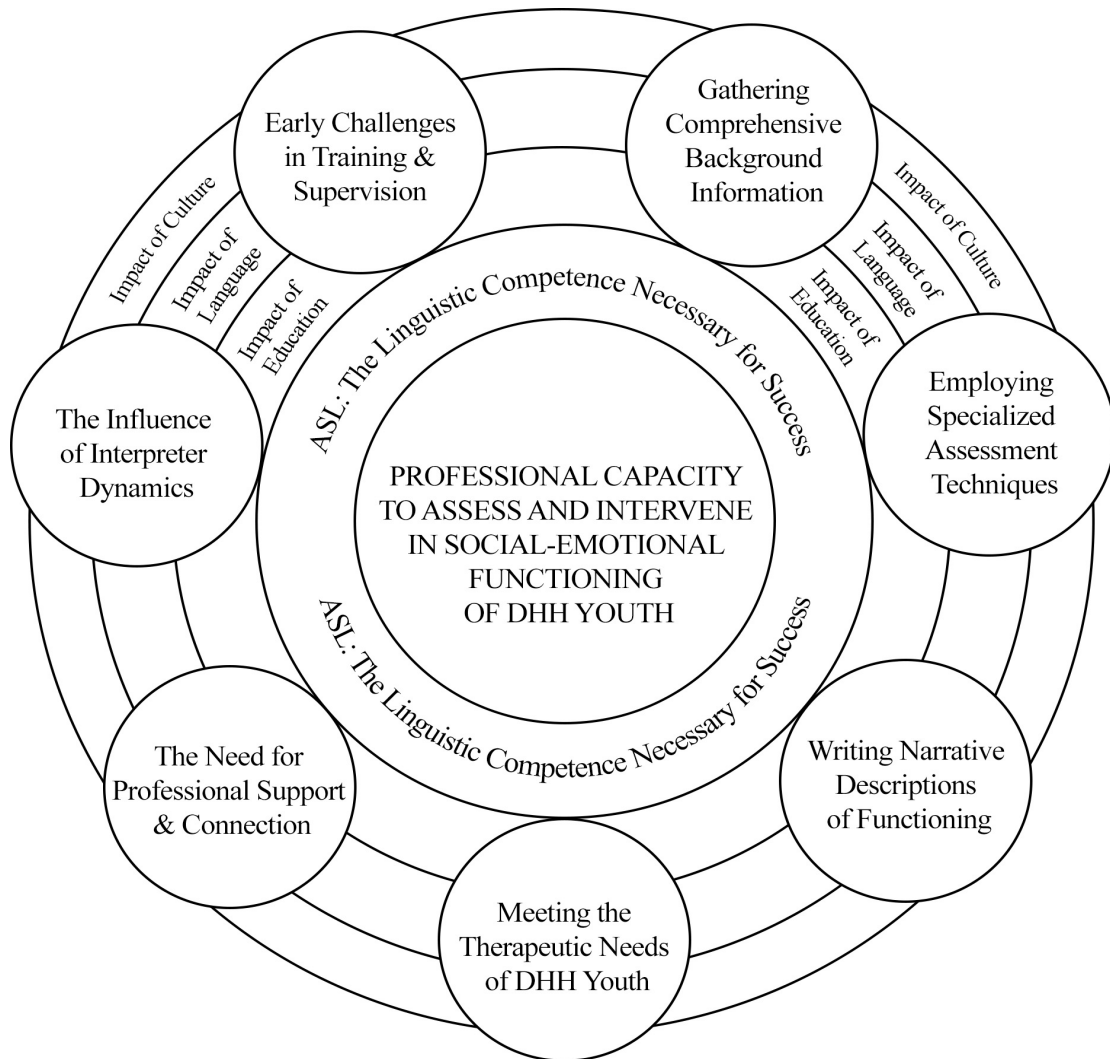 Early Challenges
in Training &
Supervision
Gathering
Comprehensive
Background
Information
Impact of Culture
Impact of
Language
Impact of
Education
Impact of Culture
Impact of
Language
Impact of
Education
ASL: The Linguistic Competence Necessary for Success
The Influence
of Interpreter
Dynamics
PROFESSIONAL CAPACITY
TO ASSESS AND INTERVENE
IN SOCIAL-EMOTIONAL
FUNCTIONING
OF DHH YOUTH
Employing
Specialized
Assessment
Techniques
ASL: The Linguistic Competence Necessary for Success
The Need for
Professional Support
& Connection
Writing Narrative
Descriptions
of Functioning
Meeting the
Therapeutic Needs
of DHH Youth